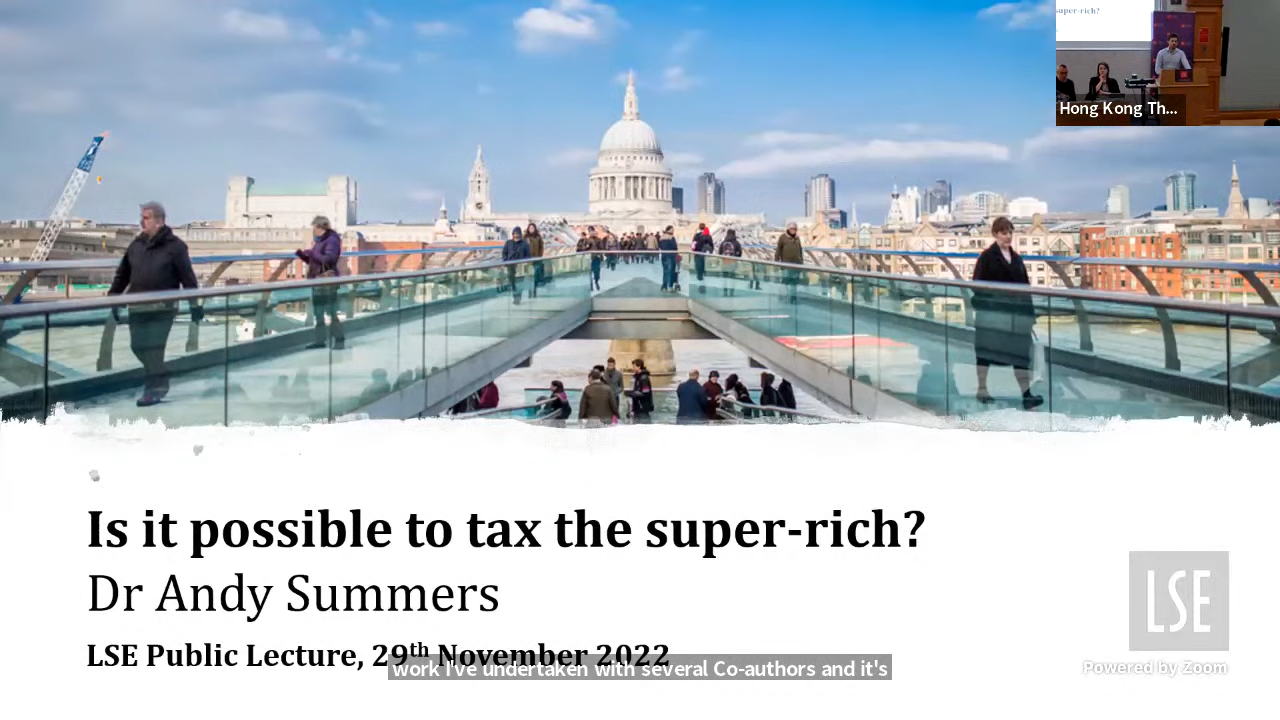 super-rich?
Hong Kong Th...
Is it possible to tax the super-rich?
Dr Andy Summers
LSE Public Lecture, 29th November 2022
work I've undertaken with several Co-authors and it's
LSE
Powered by Zoom